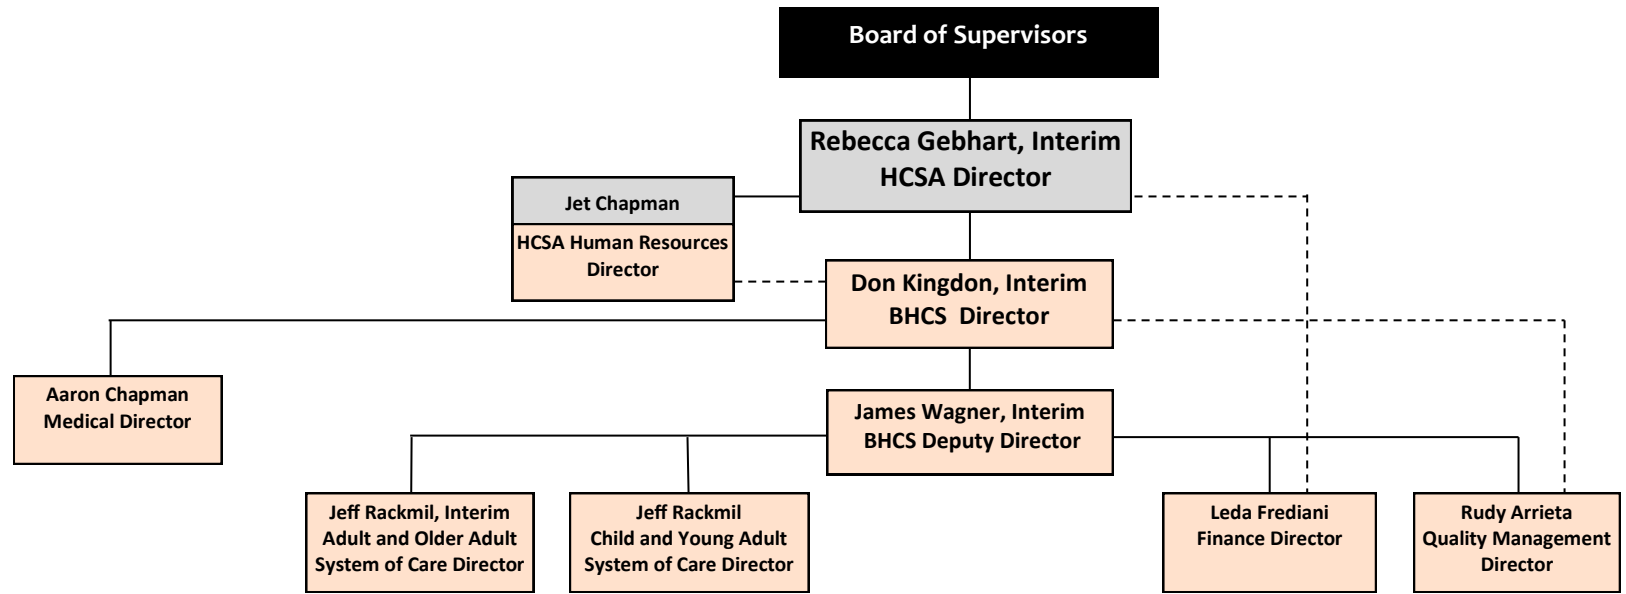 Board of Supervisors
Rebecca Gebhart, Interim
HCSA Director
Jet Chapman
HCSA Human Resources
Director
Don Kingdon, Interim
BHCS  Director
Aaron Chapman
Medical Director
James Wagner, Interim
BHCS Deputy Director
Jeff Rackmil, Interim
Adult and Older Adult
System of Care Director
Jeff Rackmil
Child and Young Adult
System of Care Director
Leda Frediani
Finance Director
Rudy Arrieta
Quality Management
Director